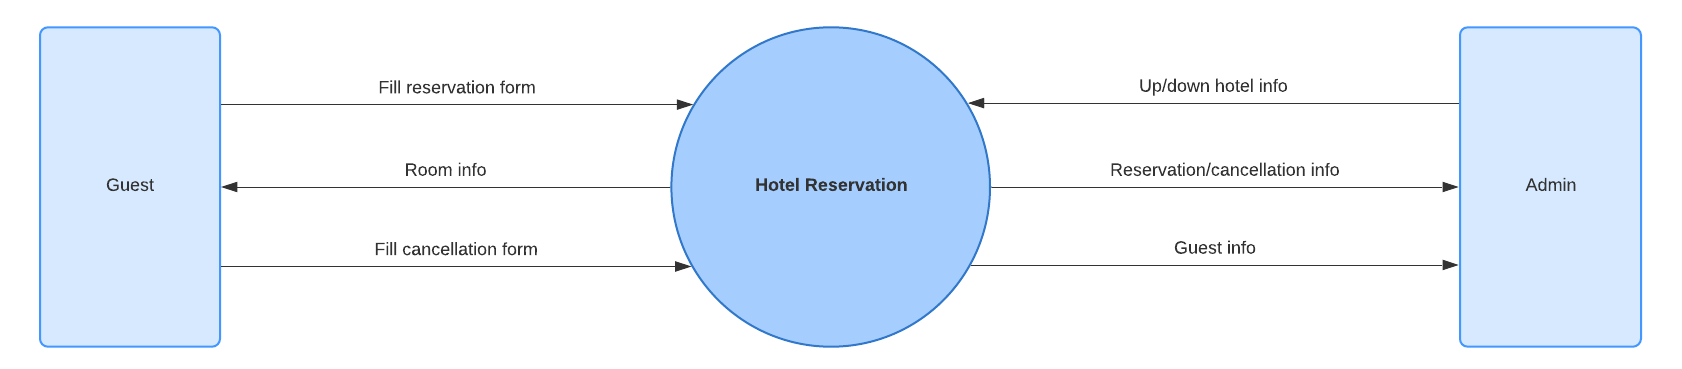 Fill reservation form
Up/down hotel info
Room info
Reservation/cancellation info
Guest
Hotel Reservation
Admin
Fill cancellation form
Guest info